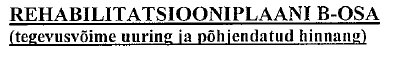 REHABILITATSIOONIPLAANI B-OSA
(tegevusvõime uuring ja põhjendatud hinnang)